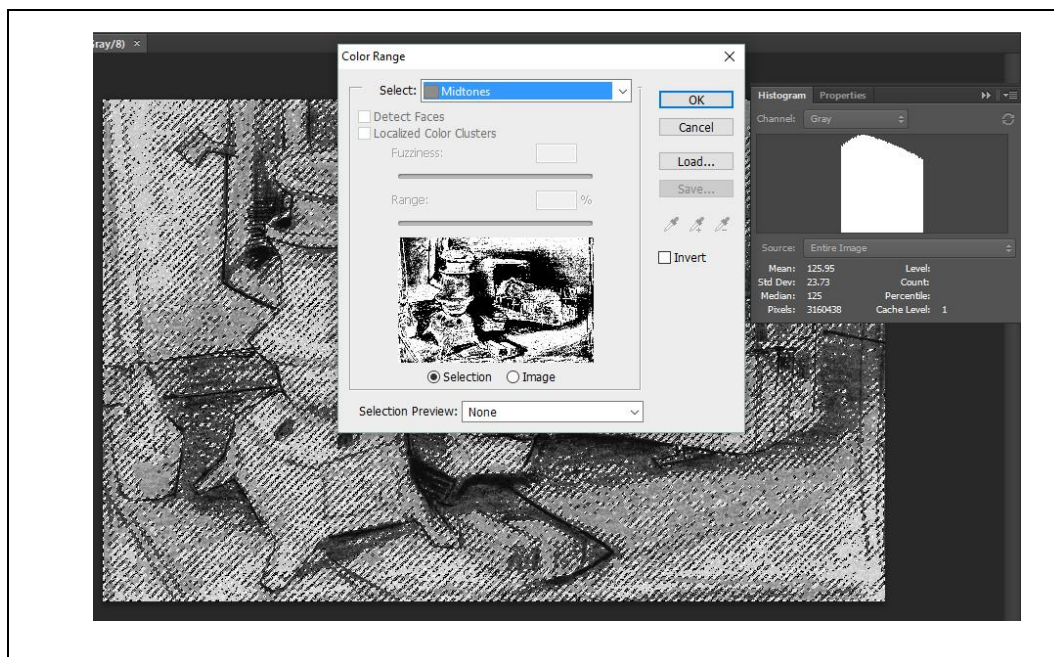 Gray/8) ×
Color Range
Select: Midtones
Detect Faces
Localized Color Clusters
Fuzziness:
Range: %
Selection Image
Selection Preview: None
OK
Cancel
Load...
Save...
Invert
Histogram Properties
Channel: Gray
Source: Entire Image
Mean: 125.95 Level:
Std Dev: 23.73 Count:
Median: 125 Percentile:
Pixels: 3160438 Cache Level: 1